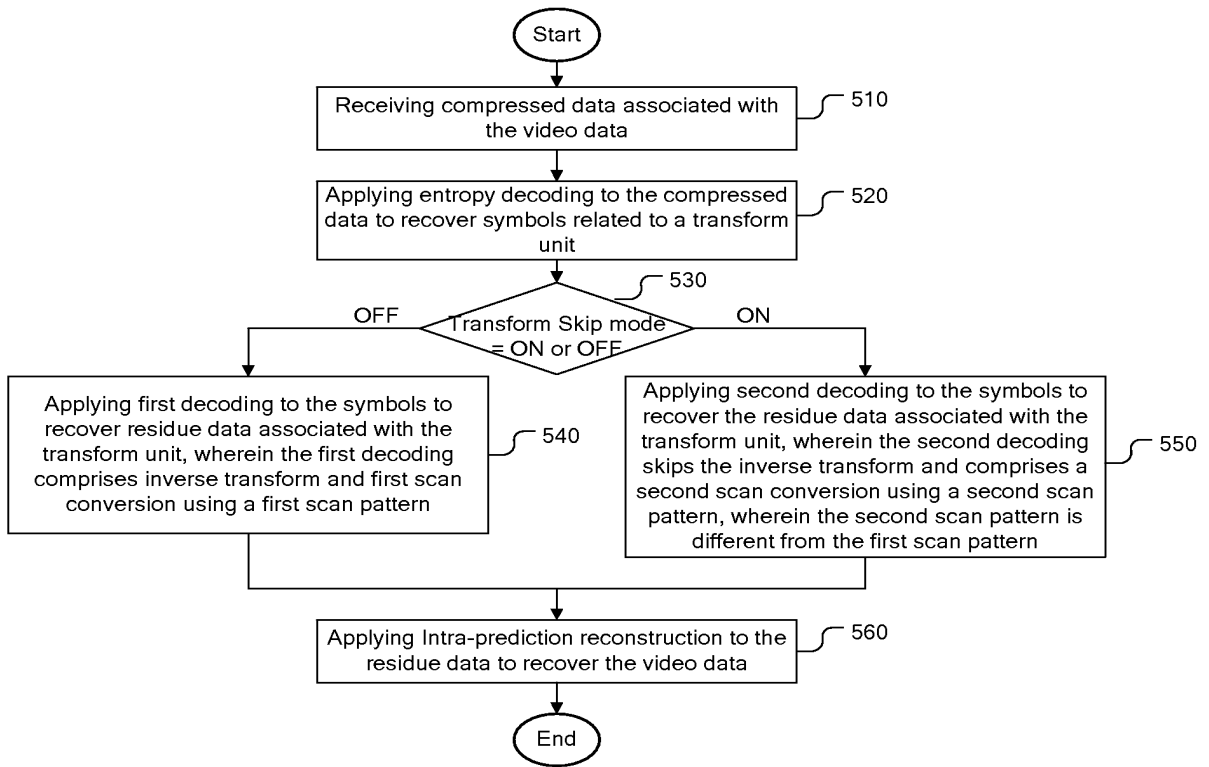 Start
Receiving compressed data associated with
the video data
510
Applying entropy decoding to the compressed
data to recover symbols related to a transform
unit
520
530
OFF
Transform Skip mode
= ON or OFF
ON
Applying first decoding to the symbols to
recover residue data associated with the
transform unit, wherein the first decoding
comprises inverse transform and first scan
conversion using a first scan pattern
540
Applying second decoding to the symbols to
recover the residue data associated with the
transform unit, wherein the second decoding
skips the inverse transform and comprises a
second scan conversion using a second scan
pattern, wherein the second scan pattern is
different from the first scan pattern
550
Applying Intra-prediction reconstruction to the
residue data to recover the video data
560
End